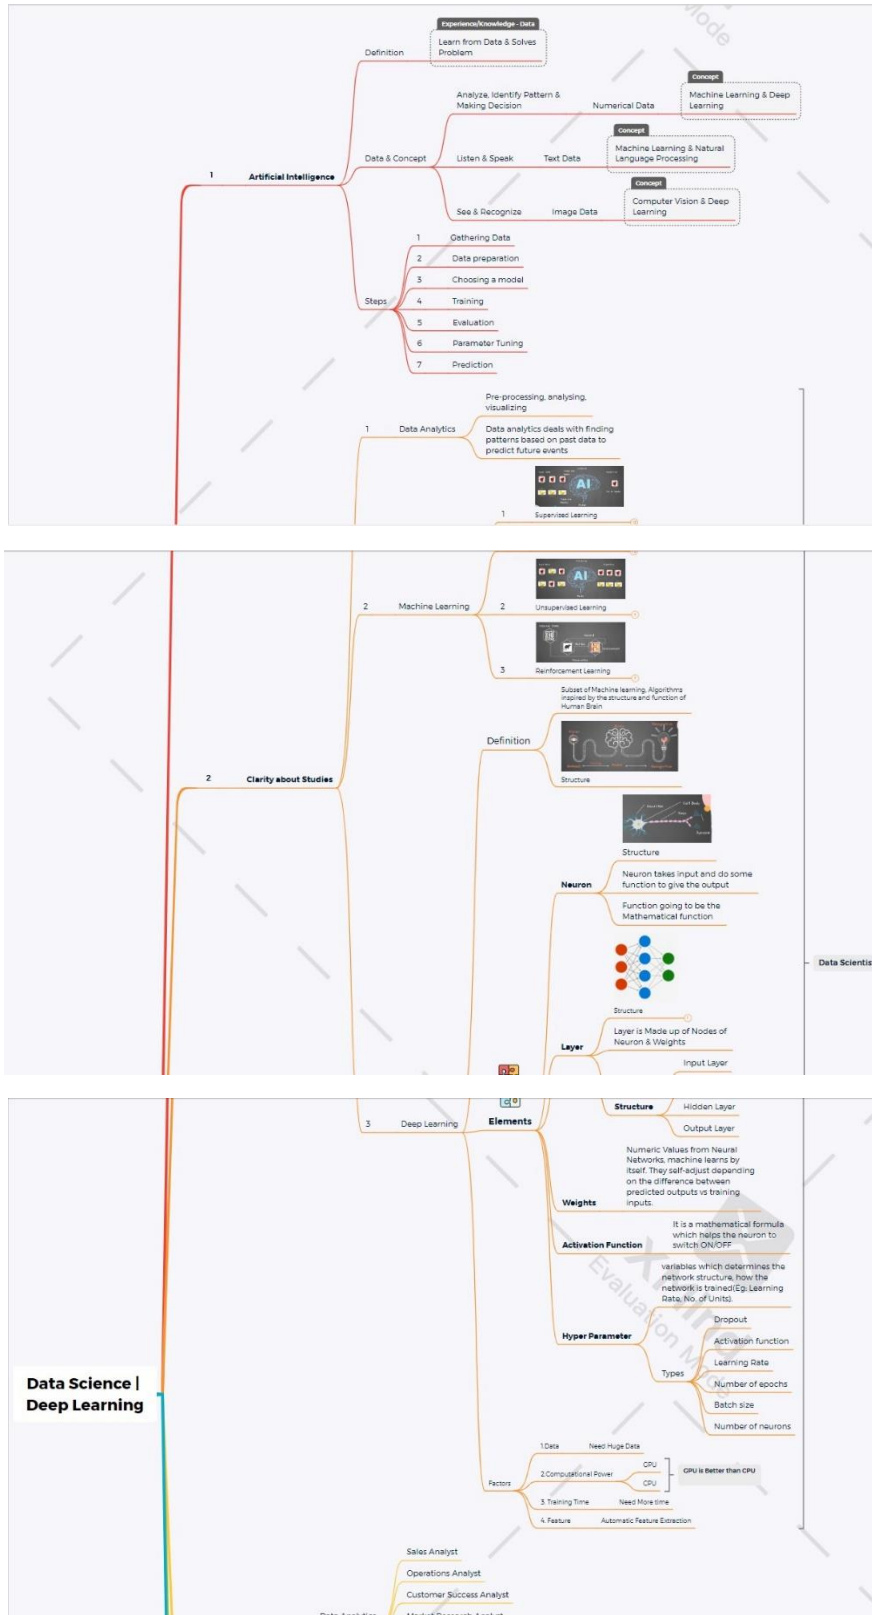 Experience/Knowledge - Data
Learn from Data & Solves
Problem
Definition
Concept
Analyze, Identify Pattern &
Making Decision
Numerical Data
Machine Learning & Deep
Learning
Concept
Data & Concept
Listen & Speak
Text Data
Machine Learning & Natural
Language Processing
1
Artificial Intelligence
Concept
See & Recognize
Image Data
Computer Vision & Deep
Learning
1 Gathering Data
2 Data preparation
3 Choosing a model
Steps
4 Training
5 Evaluation
6 Parameter Tuning
7 Prediction
Pre-processing, analysing,
visualizing
1 Data Analytics
Data analytics deals with finding
patterns based on past data to
predict future events
AI
1 Supervised Learning
AI
2 Machine Learning
2 Unsupervised Learning
3 Reinforcement Learning
Subset of Machine learning, Algorithms
inspired by the structure and function of
Human Brain
Definition
Structure
2 Clarity about Studies
Structure
Neuron
Neuron takes input and do some
function to give the output
Function going to be the
Mathematical function
Data Scientis
Structure
Layer
Layer is Made up of Nodes of
Neuron & Weights
Input Layer
Structure
Hidden Layer
Output Layer
3 Deep Learning
Elements
Weights
Numeric Values from Neural
Networks, machine learns by
itself. They self-adjust depending
on the difference between
predicted outputs vs training
inputs.
Activation Function
It is a mathematical formula
which helps the neuron to
switch ON/OFF
XMind
Evaluation Mode
variables which determines the
network structure, how the
network is trained(Eg: Learning
Rate, No. of Units).
Hyper Parameter
Types
Dropout
Activation function
Learning Rate
Number of epochs
Batch size
Number of neurons
Data Science |
Deep Learning
Factors
1.Data Need Huge Data
2.Computational Power
GPU
CPU
GPU is Better than CPU
3. Training Time Need More time
4. Feature Automatic Feature Extraction
Sales Analyst
Operations Analyst
Customer Success Analyst